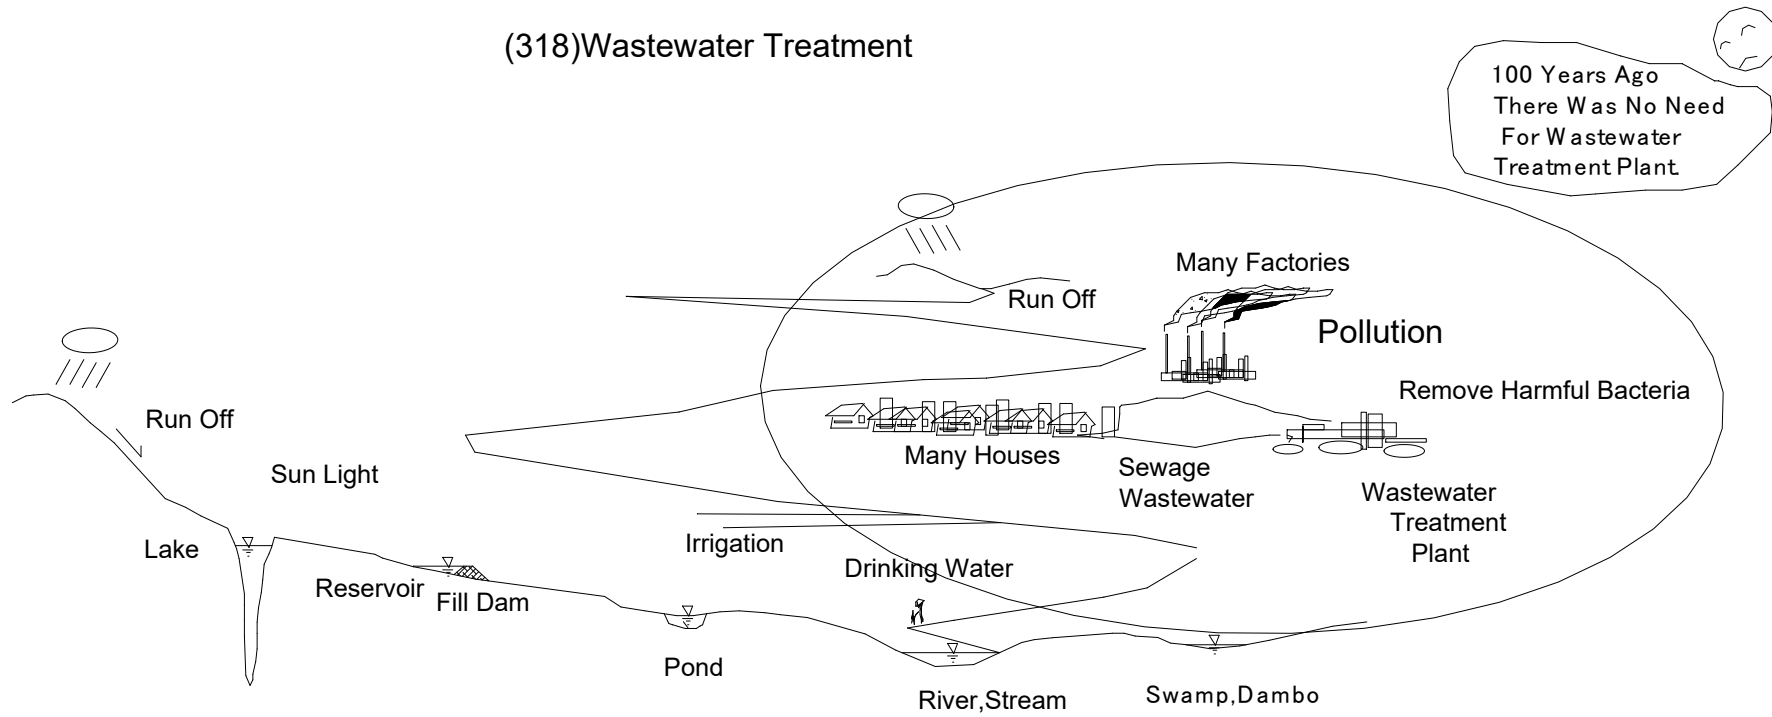 (318)Wastewater Treatment
100 Years Ago
There Was No Need
For Wastewater
Treatment Plant.
Many Factories
Run Off
Pollution
Remove Harmful Bacteria
Run Off
Many Houses
Sewage
Wastewater
Sun Light
Wastewater
Treatment
Plant
Lake
Irrigation
Drinking Water
Reservoir
Fill Dam
Pond
River,Stream
Swamp,Dambo